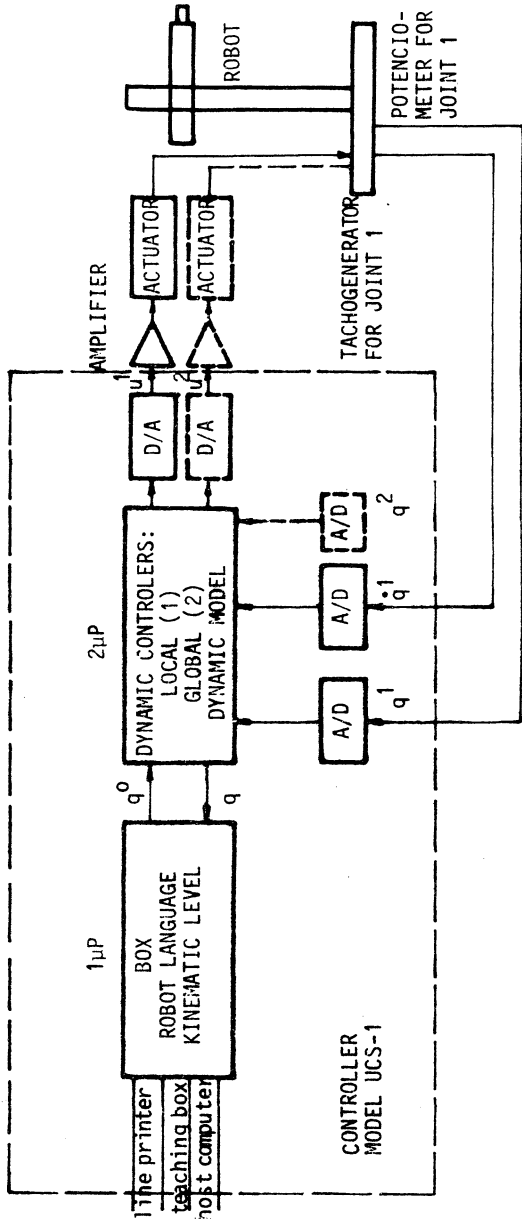 line printer
teaching box
host computer
1μP
BOX
ROBOT LANGUAGE
KINEMATIC LEVEL
q⁰
q
2μP
DYNAMIC CONTROLERS:
LOCAL (1)
GLOBAL (2)
DYNAMIC MODEL
D/A
D/A
u¹
u²
AMPLIFIER
ACTUATOR
ACTUATOR
ROBOT
A/D
A/D
A/D
q¹
q̇¹
q²
TACHOGENERATOR
FOR JOINT 1
POTENCIO-
METER FOR
JOINT 1
CONTROLLER
MODEL UCS-1